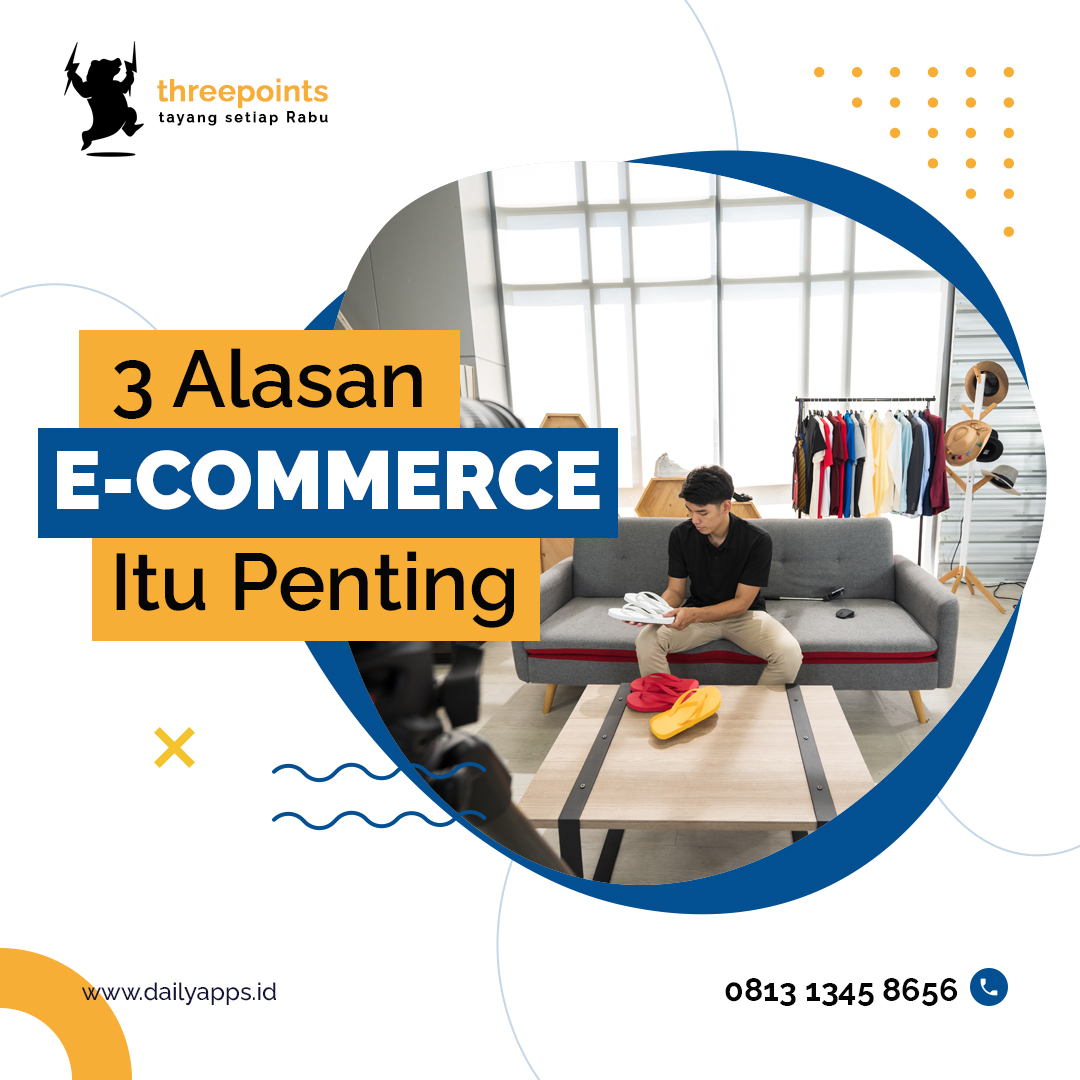 threepoints
tayang setiap Rabu
3 Alasan
E-COMMERCE
Itu Penting
www.dailyapps.id
0813 1345 8656